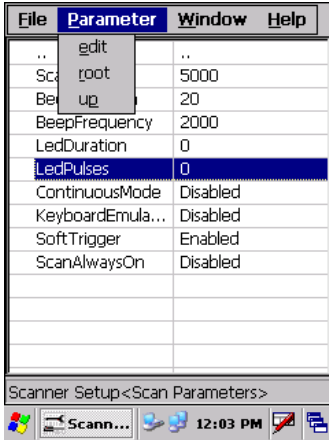 File Parameter Window Help
edit
root
up
.. ..
Sca 5000
Be 20
BeepFrequency 2000
LedDuration 0
LedPulses 0
ContinuousMode Disabled
KeyboardEmula... Disabled
SoftTrigger Enabled
ScanAlwaysOn Disabled
Scanner Setup<Scan Parameters>
Scann... 12:03 PM